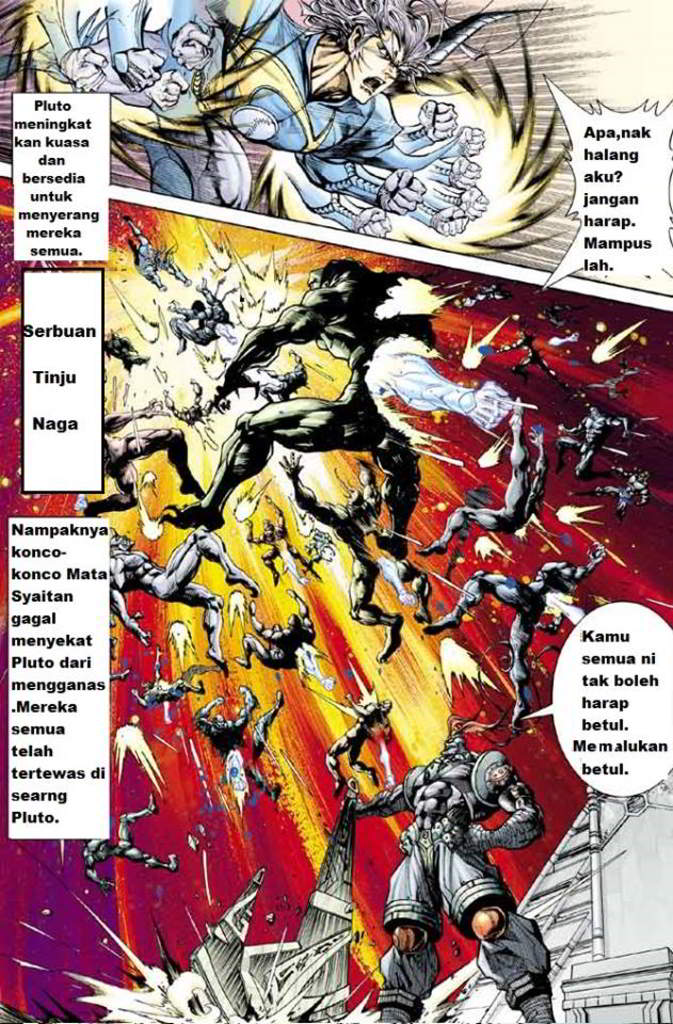 Pluto
meningkat
kan kuasa
dan
bersedia
untuk
menyerang
mereka
semua.
Apa,nak
halang
aku?
jangan
harap.
Mampus
lah.
Serbuan
Tinju
Naga
Nampaknya
konco-
konco Mata
Syaitan
gagal
menyekat
Pluto dari
mengganas
.Mereka
semua
telah
tertewas di
searng
Pluto.
Kamu
semua ni
tak boleh
harap
betul.
Memalukan
betul.